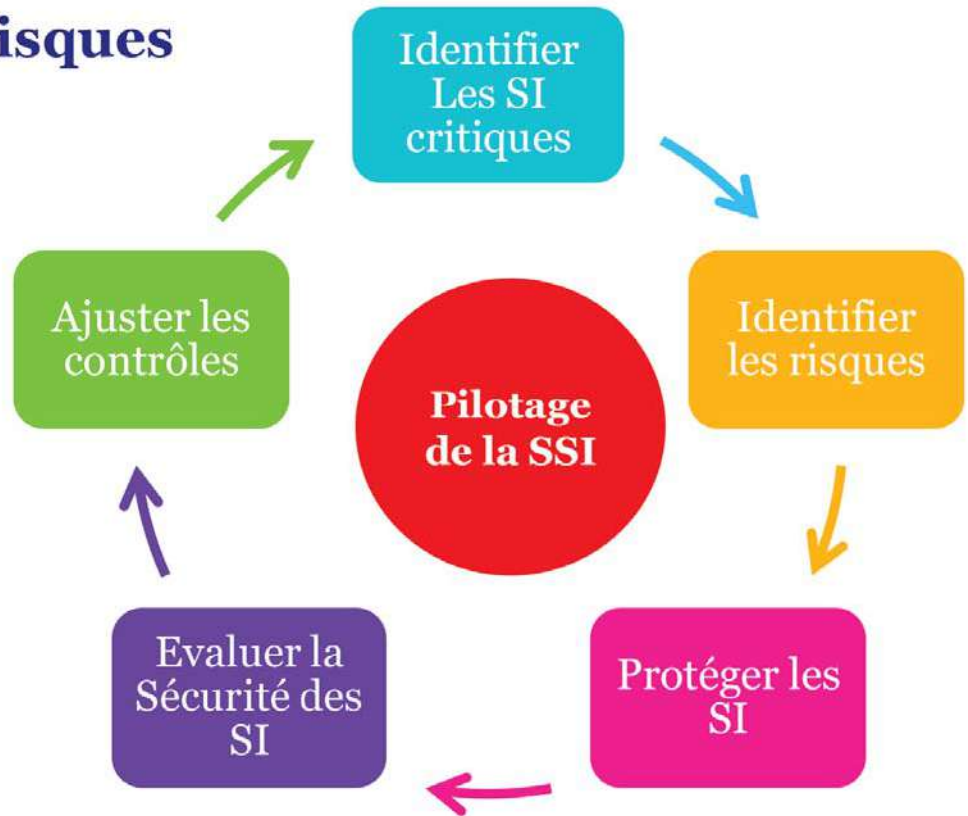 isques
Identifier
Les SI
critiques
Identifier
les risques
Protéger les
SI
Evaluer la
Sécurité des
SI
Ajuster les
contrôles
Pilotage
de la SSI